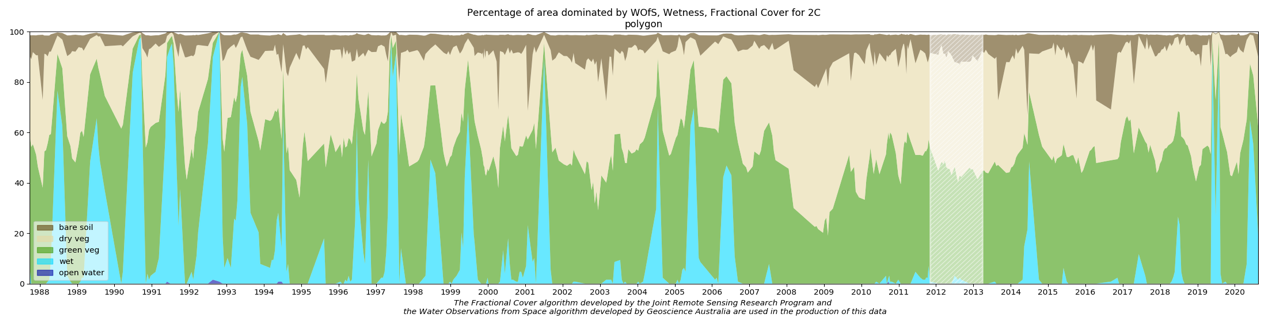 Percentage of area dominated by WOfS, Wetness, Fractional Cover for 2C
polygon
100
80
60
40
20
0
bare soil
dry veg
green veg
wet
open water
1988 1989 1990 1991 1992 1993 1994 1995 1996 1997 1998 1999 2000 2001 2002 2003 2004 2005 2006 2007 2008 2009 2010 2011 2012 2013 2014 2015 2016 2017 2018 2019 2020
The Fractional Cover algorithm developed by the Joint Remote Sensing Research Program and
the Water Observations from Space algorithm developed by Geoscience Australia are used in the production of this data